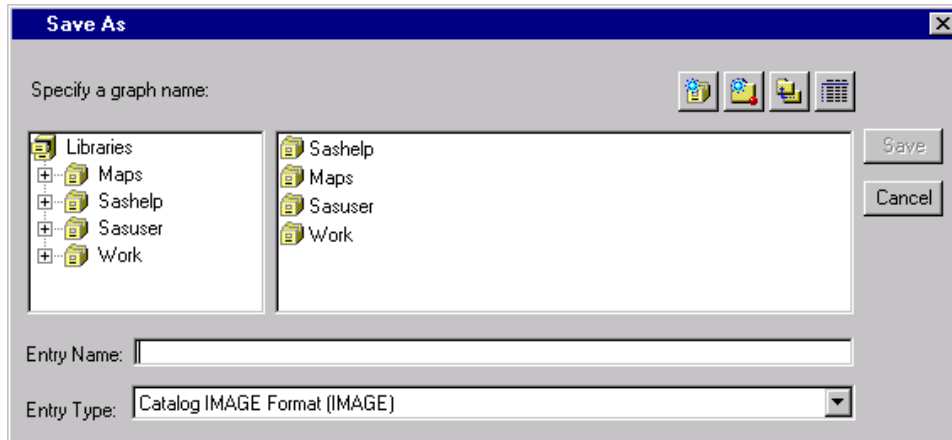 Save As
Specify a graph name:
Libraries
Maps
Sashelp
Sasuser
Work
Sashelp
Maps
Sasuser
Work
Save
Cancel
Entry Name:
Entry Type: Catalog IMAGE Format (IMAGE)